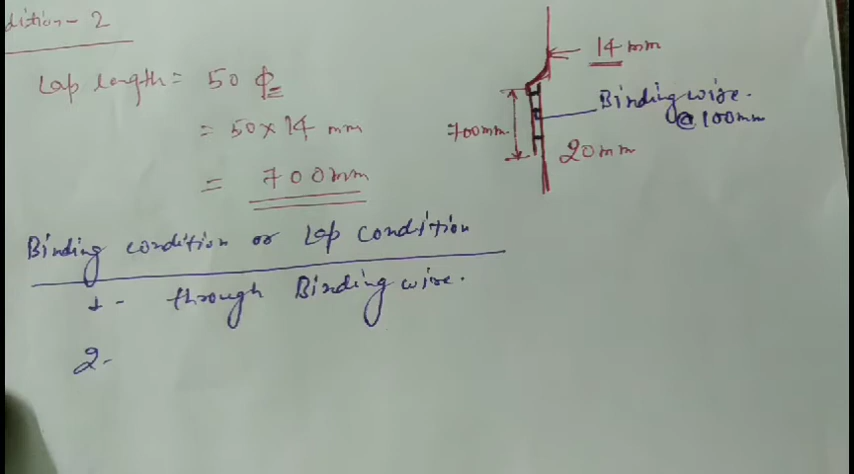 dition - 2
Lap length = 50 ϕ
= 50 x 14 mm
= 700mm
14 mm
Binding wire.
@ 100mm
700mm
20mm
Binding condition or Lap condition
1 - through Binding wire.
2 -